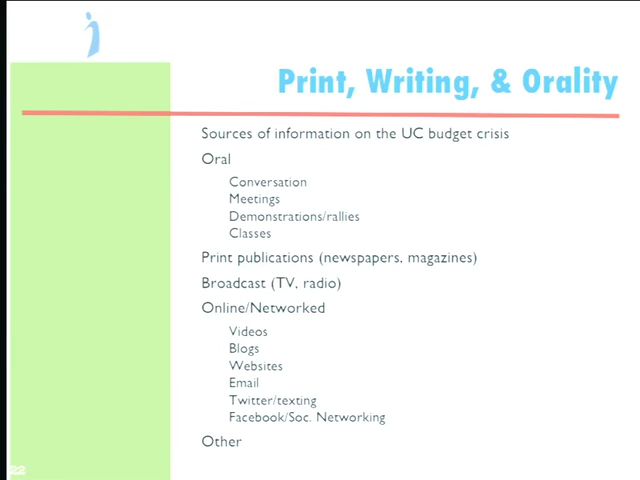 Print, Writing, & Orality
Sources of information on the UC budget crisis
Oral
Conversation
Meetings
Demonstrations/rallies
Classes
Print publications (newspapers, magazines)
Broadcast (TV, radio)
Online/Networked
Videos
Blogs
Websites
Email
Twitter/texting
Facebook/Soc. Networking
Other
22